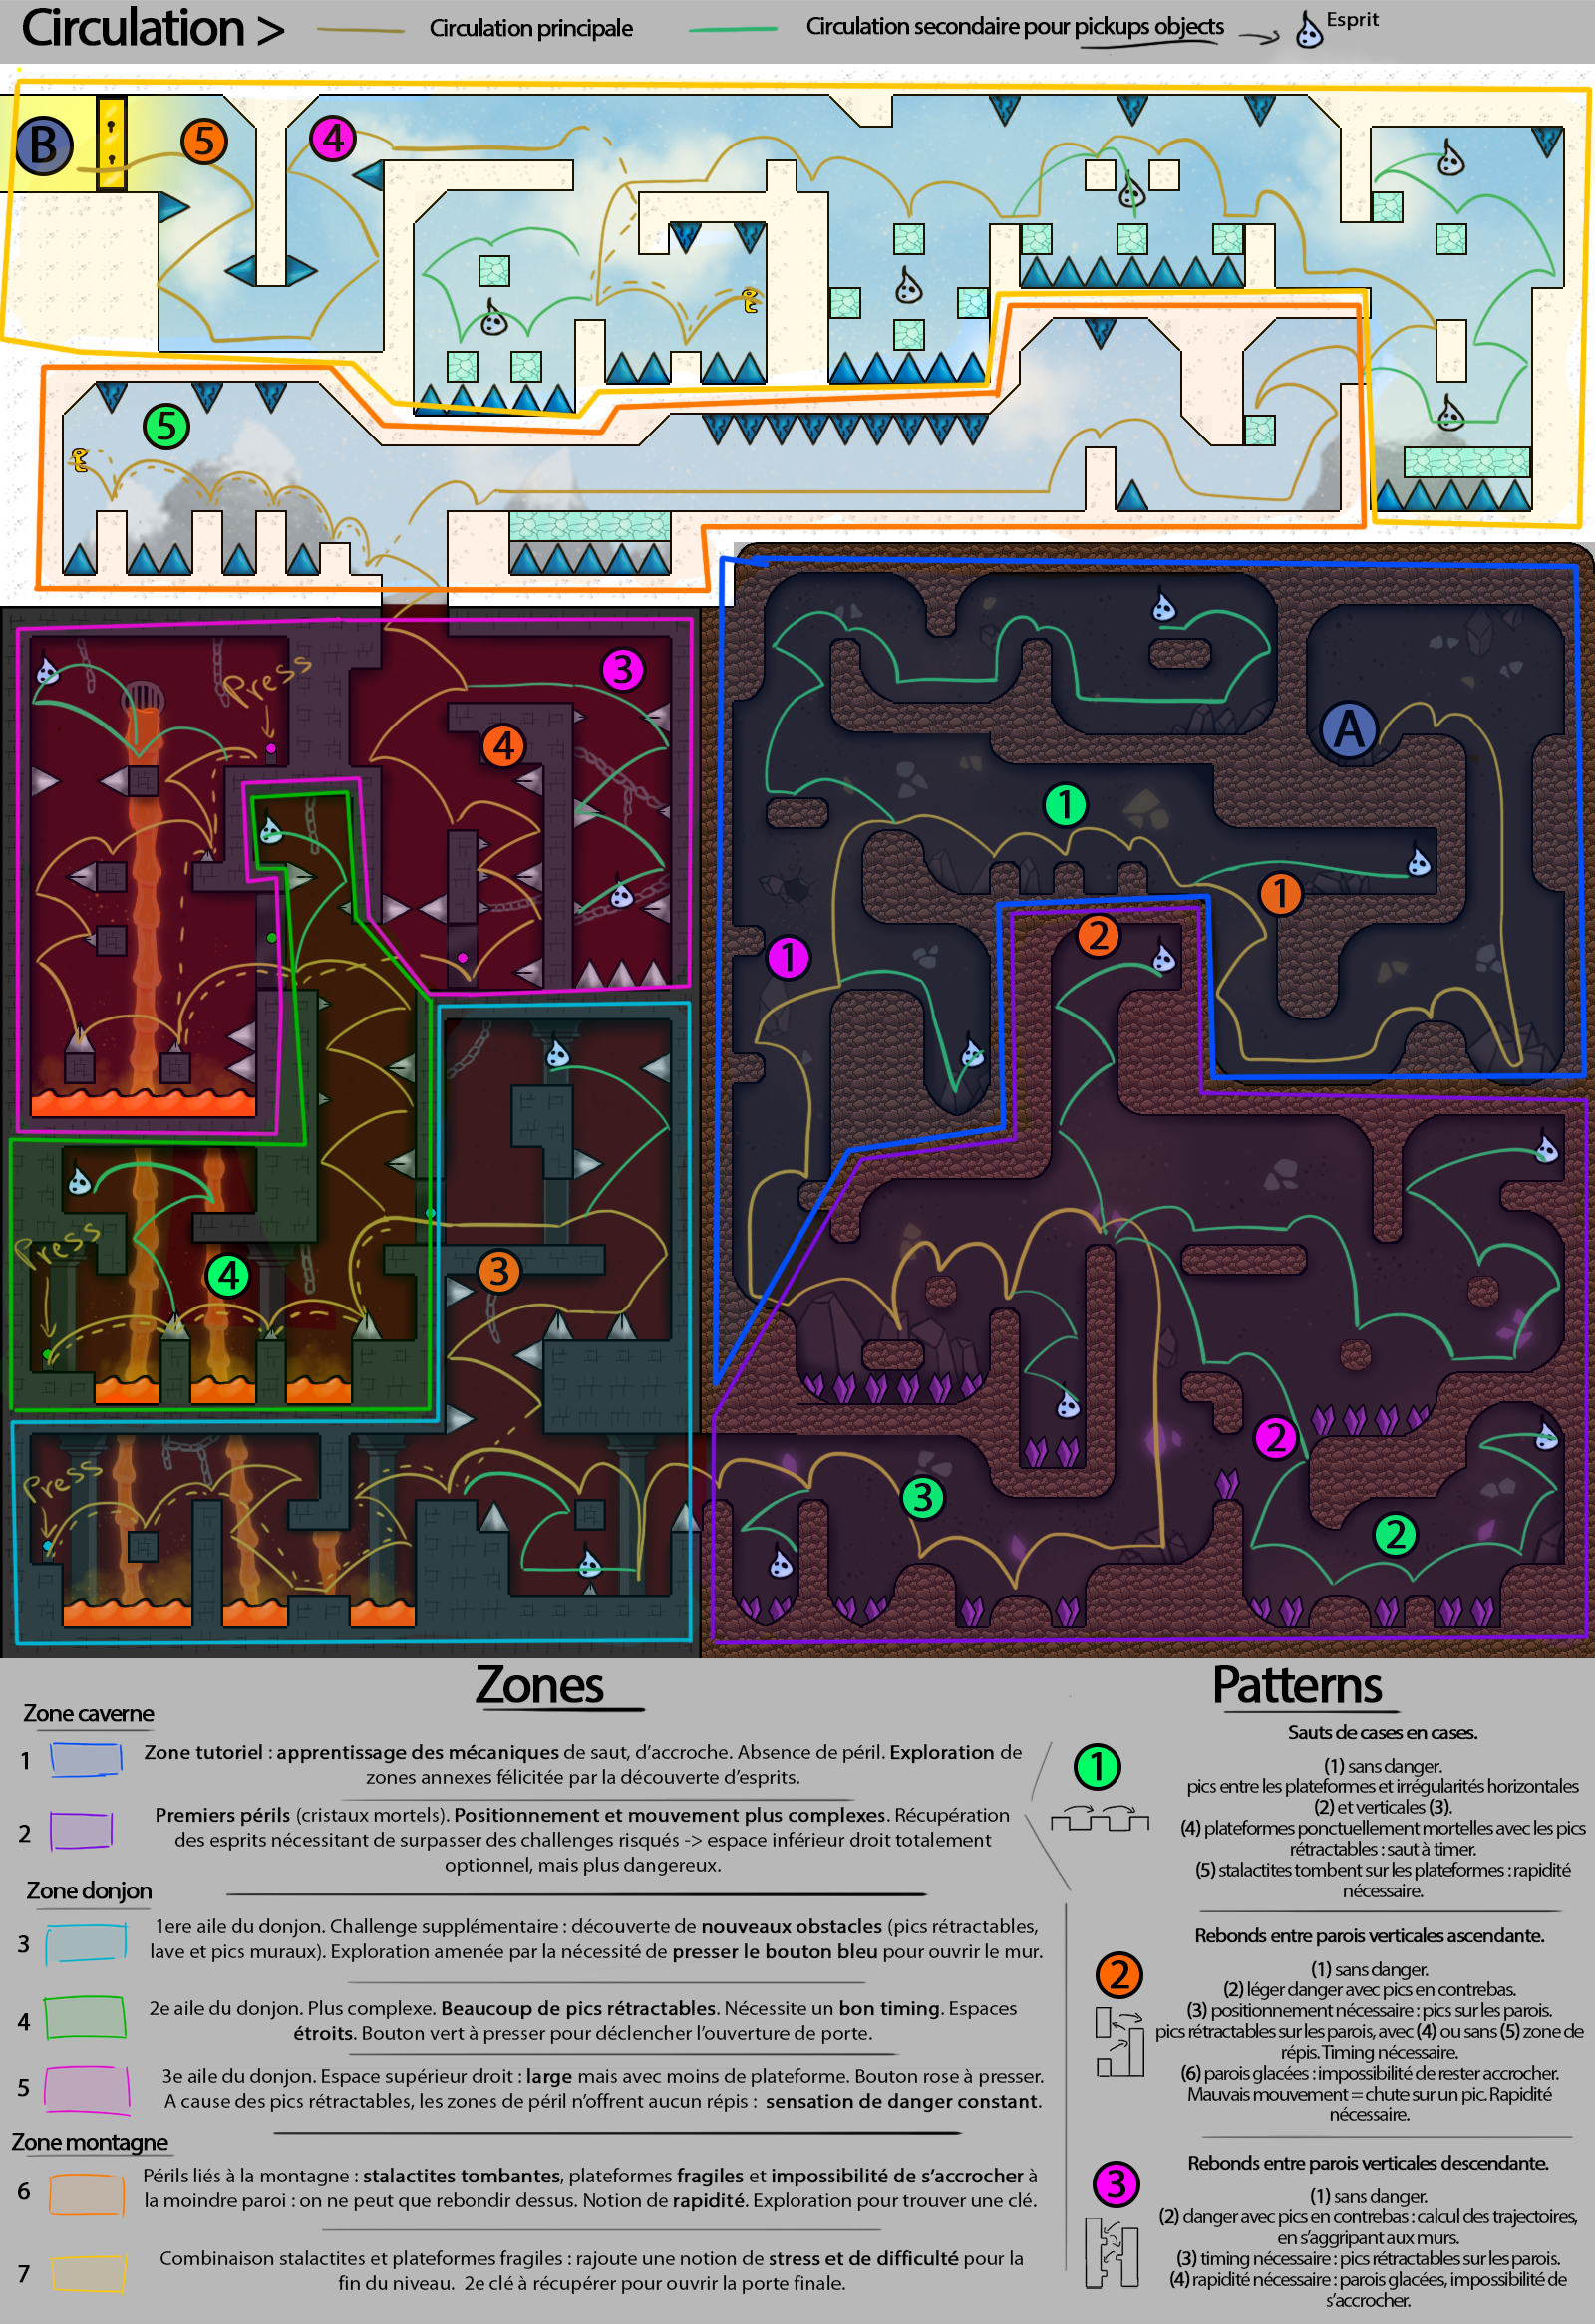 Circulation >
Circulation principale
Circulation secondaire pour pickups objects
Esprit
B
5
4
5
3
4
Press
A
1
1
1
2
4
Press
3
2
3
2
Press
Zones
Zone caverne
1
Zone tutoriel : apprentissage des mécaniques de saut, d'accroche. Absence de péril. Exploration de
zones annexes félicitée par la découverte d'esprits.
2
Premiers périls (cristaux mortels). Positionnement et mouvement plus complexes. Récupération
des esprits nécessitant de surpasser des challenges risqués -> espace inférieur droit totalement
optionnel, mais plus dangereux.
Zone donjon
3
1ere aile du donjon. Challenge supplémentaire : découverte de nouveaux obstacles (pics rétractables,
lave et pics muraux). Exploration amenée par la nécessité de presser le bouton bleu pour ouvrir le mur.
4
2e aile du donjon. Plus complexe. Beaucoup de pics rétractables. Nécessite un bon timing. Espaces
étroits. Bouton vert à presser pour déclencher l'ouverture de porte.
5
3e aile du donjon. Espace supérieur droit : large mais avec moins de plateforme. Bouton rose à presser.
A cause des pics rétractables, les zones de péril n'offrent aucun répis : sensation de danger constant.
Zone montagne
6
Périls liés à la montagne : stalactites tombantes, plateformes fragiles et impossibilité de s'accrocher à
la moindre paroi : on ne peut que rebondir dessus. Notion de rapidité. Exploration pour trouver une clé.
7
Combinaison stalactites et plateformes fragiles : rajoute une notion de stress et de difficulté pour la
fin du niveau. 2e clé à récupérer pour ouvrir la porte finale.
Patterns
1
Sauts de cases en cases.
(1) sans danger.
pics entre les plateformes et irrégularités horizontales
(2) et verticales (3).
(4) plateformes ponctuellement mortelles avec les pics
rétractables : saut à timer.
(5) stalactites tombent sur les plateformes : rapidité
nécessaire.
2
Rebonds entre parois verticales ascendante.
(1) sans danger.
(2) léger danger avec pics en contrebas.
(3) positionnement nécessaire : pics sur les parois.
pics rétractables sur les parois, avec (4) ou sans (5) zone de
répis. Timing nécessaire.
(6) parois glacées : impossibilité de rester accrocher.
Mauvais mouvement = chute sur un pic. Rapidité
nécessaire.
3
Rebonds entre parois verticales descendante.
(1) sans danger.
(2) danger avec pics en contrebas : calcul des trajectoires,
en s'aggripant aux murs.
(3) timing nécessaire : pics rétractables sur les parois.
(4) rapidité nécessaire : parois glacées, impossibilité de
s'accrocher.